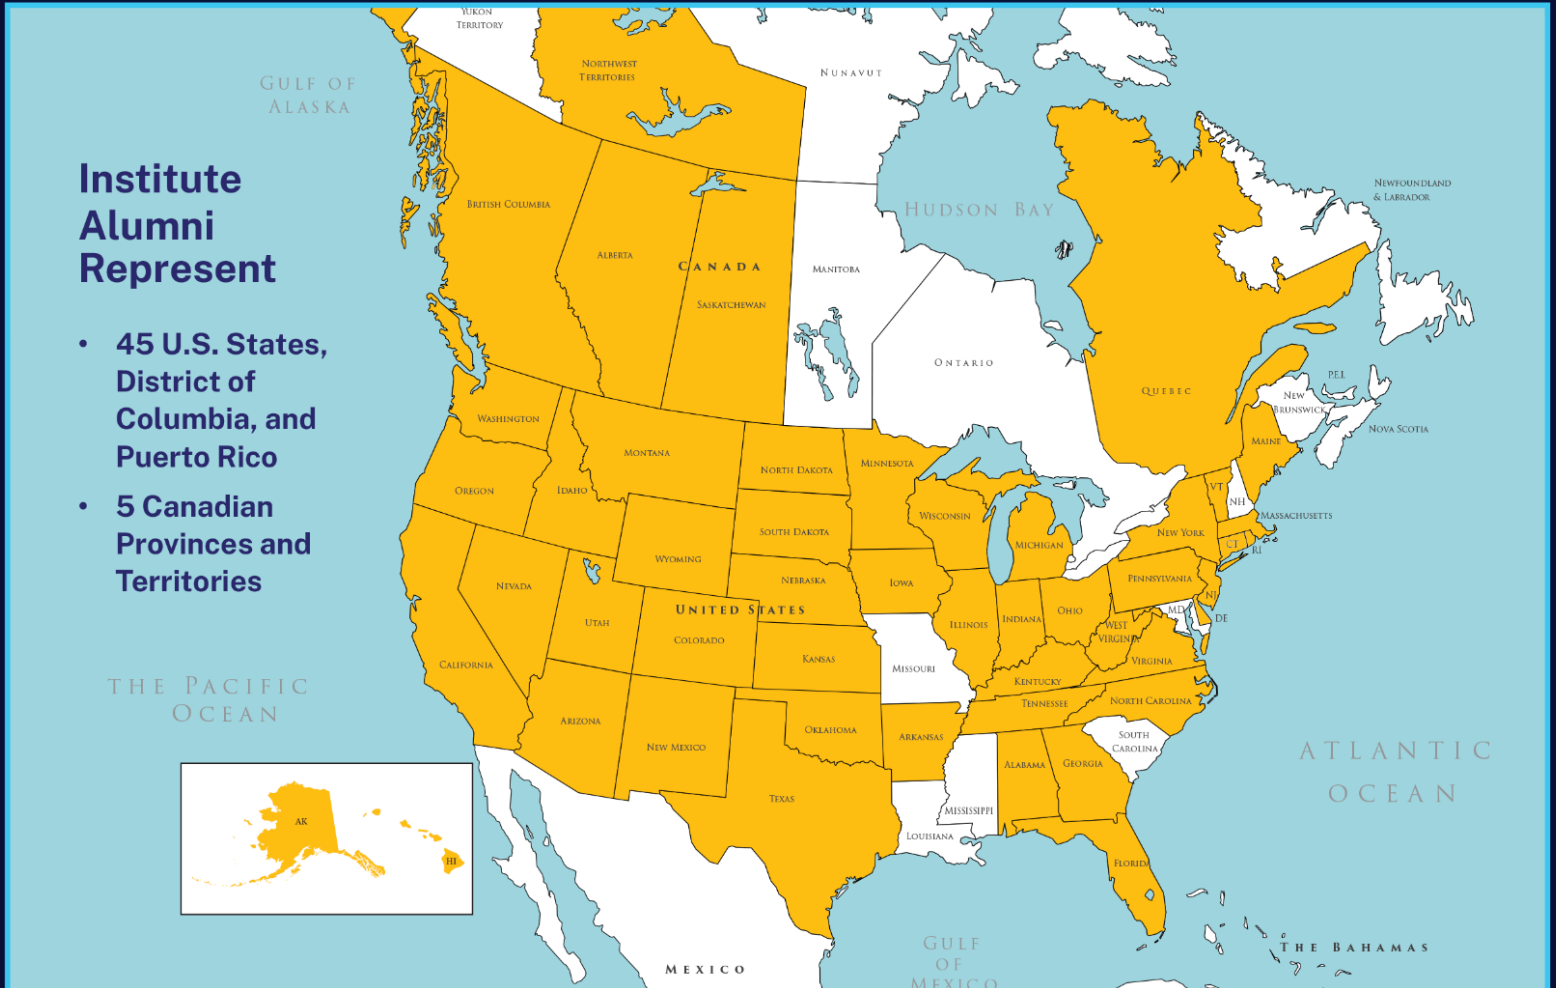 Institute
Alumni
Represent
• 45 U.S. States,
District of
Columbia, and
Puerto Rico
• 5 Canadian
Provinces and
Territories
Gulf of
Alaska
Yukon
Territory
Northwest
Territories
Nunavut
Hudson Bay
Newfoundland
& Labrador
British Columbia
Alberta
Canada
Saskatchewan
Manitoba
Ontario
Quebec
P.E.I.
New
Brunswick
Nova Scotia
Washington
Montana
North Dakota
Minnesota
Maine
Oregon
Idaho
South Dakota
Wisconsin
Michigan
VT
NH
Massachusetts
New York
CT
RI
Wyoming
Nebraska
Iowa
Pennsylvania
NJ
Nevada
Utah
United States
Colorado
Illinois
Indiana
Ohio
West
Virginia
MD
DE
California
Kansas
Missouri
Kentucky
Virginia
Arizona
New Mexico
Oklahoma
Arkansas
Tennessee
North Carolina
South
Carolina
Texas
Alabama
Georgia
Mississippi
Louisiana
Florida
The Pacific
Ocean
Atlantic
Ocean
AK
HI
Mexico
Gulf
of
Mexico
The Bahamas